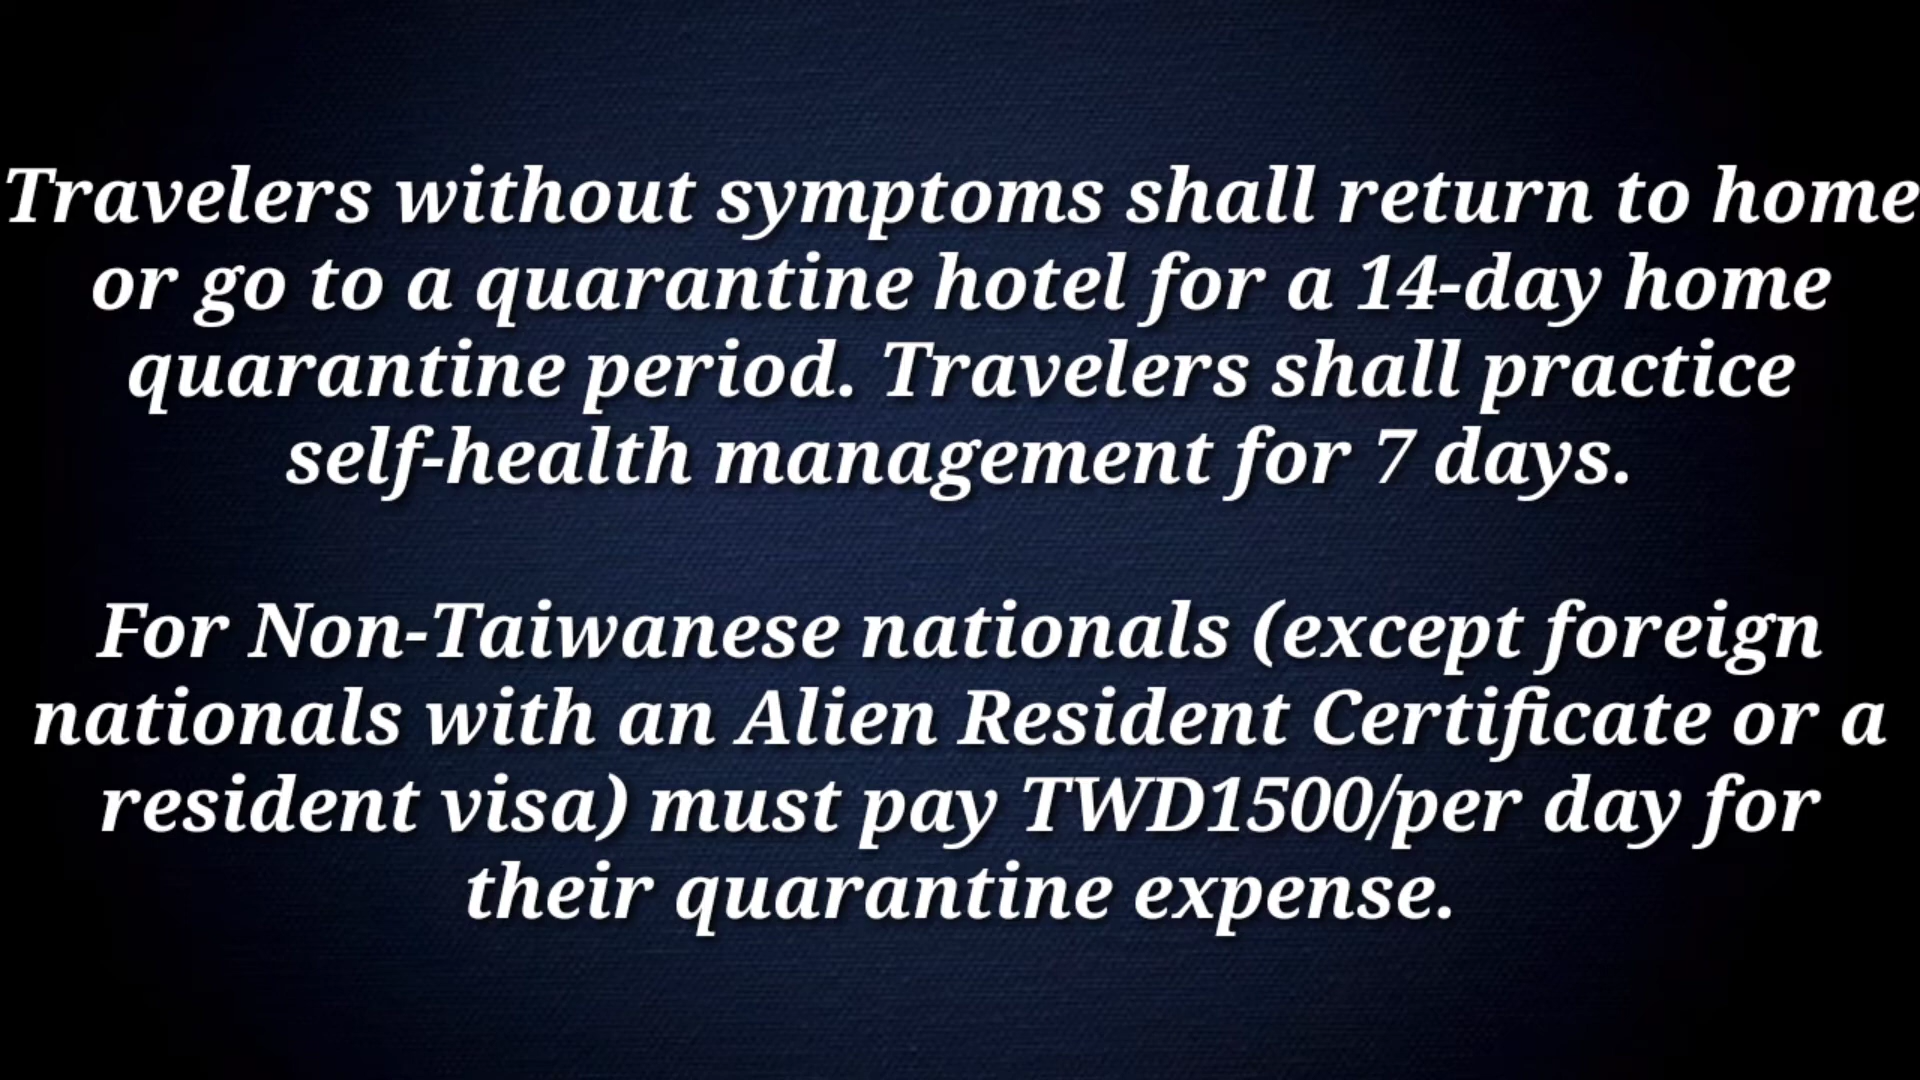 Travelers without symptoms shall return to home
or go to a quarantine hotel for a 14-day home
quarantine period. Travelers shall practice
self-health management for 7 days.
For Non-Taiwanese nationals (except foreign
nationals with an Alien Resident Certificate or a
resident visa) must pay TWD1500/per day for
their quarantine expense.